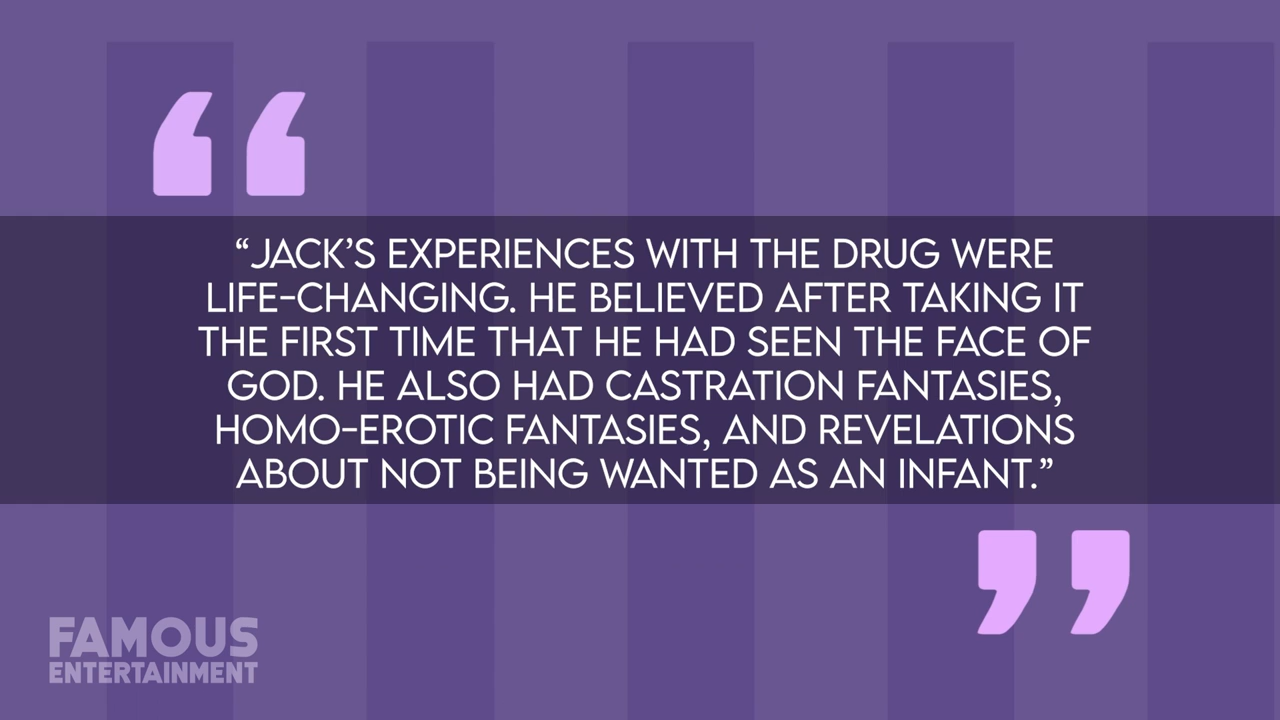 “JACK’S EXPERIENCES WITH THE DRUG WERE
LIFE-CHANGING. HE BELIEVED AFTER TAKING IT
THE FIRST TIME THAT HE HAD SEEN THE FACE OF
GOD. HE ALSO HAD CASTRATION FANTASIES,
HOMO-EROTIC FANTASIES, AND REVELATIONS
ABOUT NOT BEING WANTED AS AN INFANT.”
FAMOUS
ENTERTAINMENT